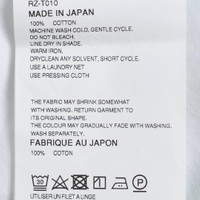 RZ-T010
MADE IN JAPAN
100% COTTON
MACHINE WASH COLD, GENTLE CYCLE.
DO NOT BLEACH.
LINE DRY IN SHADE.
WARM IRON.
DRYCLEAN ANY SOLVENT, SHORT CYCLE.
USE A LAUNDRY NET
USE PRESSING CLOTH
THE FABRIC MAY SHRINK SOMEWHAT
WITH WASHING. RETURN GARMENT TO
ITS ORIGINAL SHAPE.
THE COLOUR MAY GRADUALLY FADE WITH WASHING.
WASH SEPARATELY.
FABRIQUE AU JAPON
100% COTON
30
P
UTILISER UN FILET A LINGE